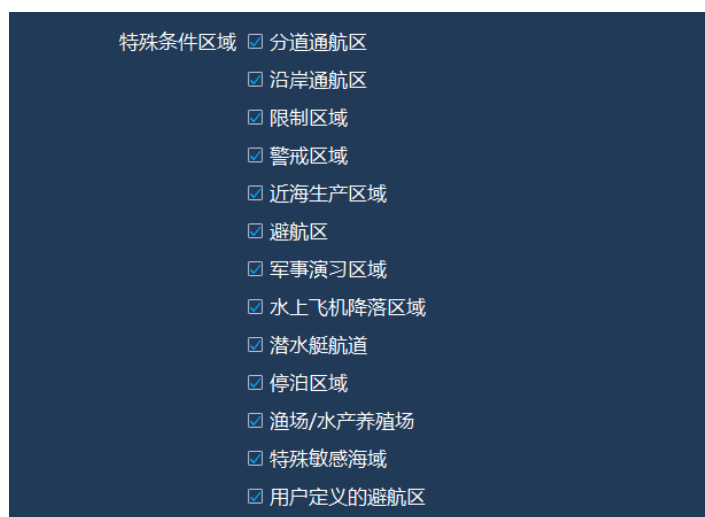 特殊条件区域 分道通航区
沿岸通航区
限制区域
警戒区域
近海生产区域
避航区
军事演习区域
水上飞机降落区域
潜水艇航道
停泊区域
渔场/水产养殖场
特殊敏感海域
用户定义的避航区